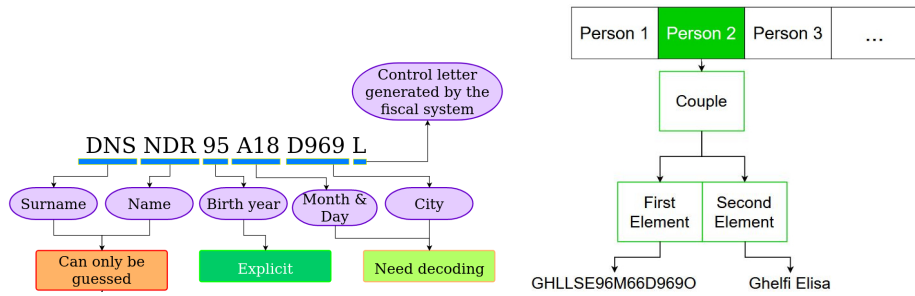 Control letter
generated by the
fiscal system
DNS NDR 95 A18 D969 L
Surname
Name
Birth year
Month &
Day
City
Can only be
guessed
Explicit
Need decoding
Person 1
Person 2
Person 3
...
Couple
First
Element
Second
Element
GHLLSE96M66D969O
Ghelfi Elisa